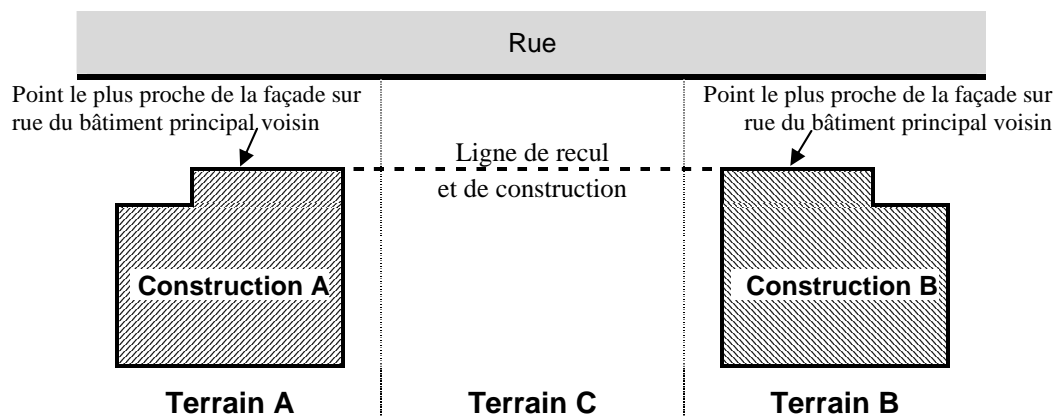 Rue
Point le plus proche de la façade sur
rue du bâtiment principal voisin
Point le plus proche de la façade sur
rue du bâtiment principal voisin
Ligne de recul
et de construction
Construction A
Construction B
Terrain A
Terrain C
Terrain B